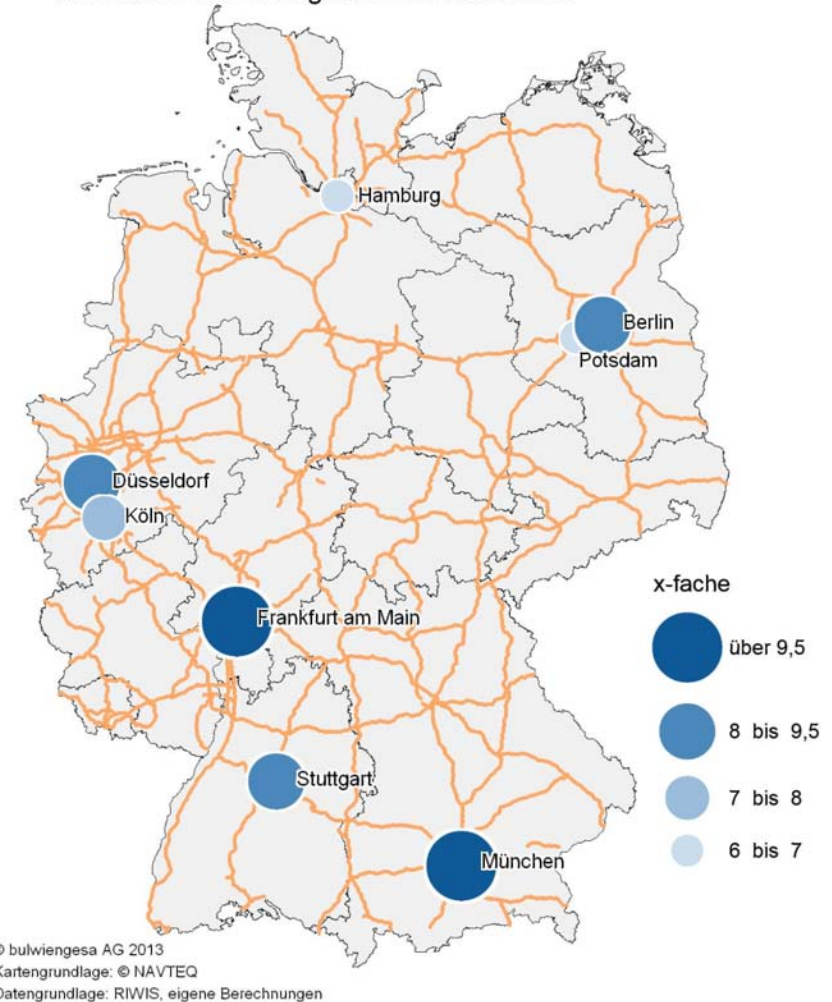 Hamburg
Berlin
Potsdam
Düsseldorf
Köln
Frankfurt am Main
Stuttgart
München
x-fache
über 9,5
8 bis 9,5
7 bis 8
6 bis 7
© bulwiengesa AG 2013
Kartengrundlage: © NAVTEQ
Datengrundlage: RIWIS, eigene Berechnungen